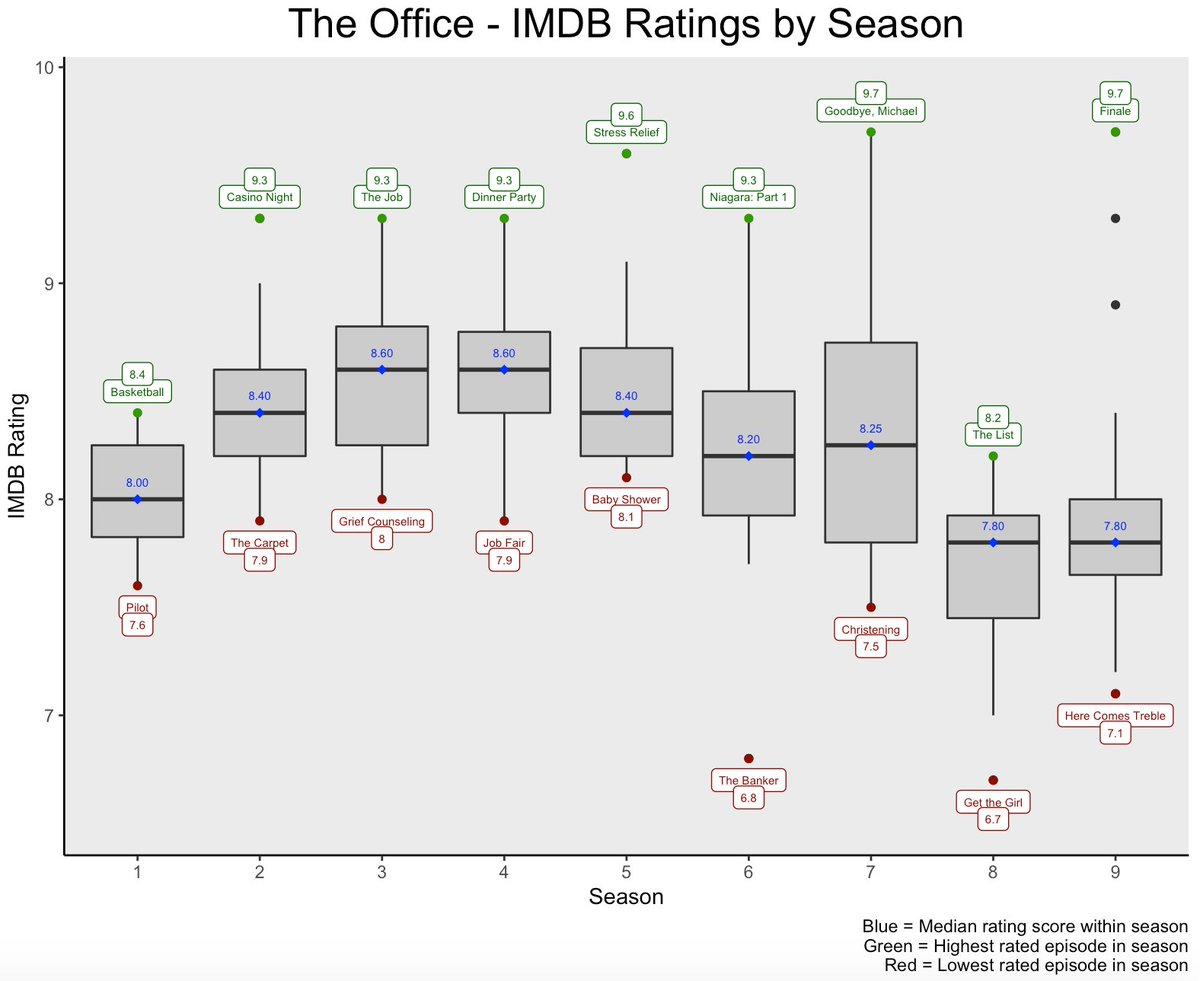 The Office - IMDB Ratings by Season
IMDB Rating
10
9
8
7
8.4
Basketball
8.00
Pilot
7.6
9.3
Casino Night
8.40
The Carpet
7.9
9.3
The Job
8.60
Grief Counseling
8
9.3
Dinner Party
8.60
Job Fair
7.9
9.6
Stress Relief
8.40
Baby Shower
8.1
9.3
Niagara: Part 1
8.20
The Banker
6.8
9.7
Goodbye, Michael
8.25
Christening
7.5
8.2
The List
7.80
Get the Girl
6.7
9.7
Finale
7.80
Here Comes Treble
7.1
1 2 3 4 5 6 7 8 9
Season
Blue = Median rating score within season
Green = Highest rated episode in season
Red = Lowest rated episode in season